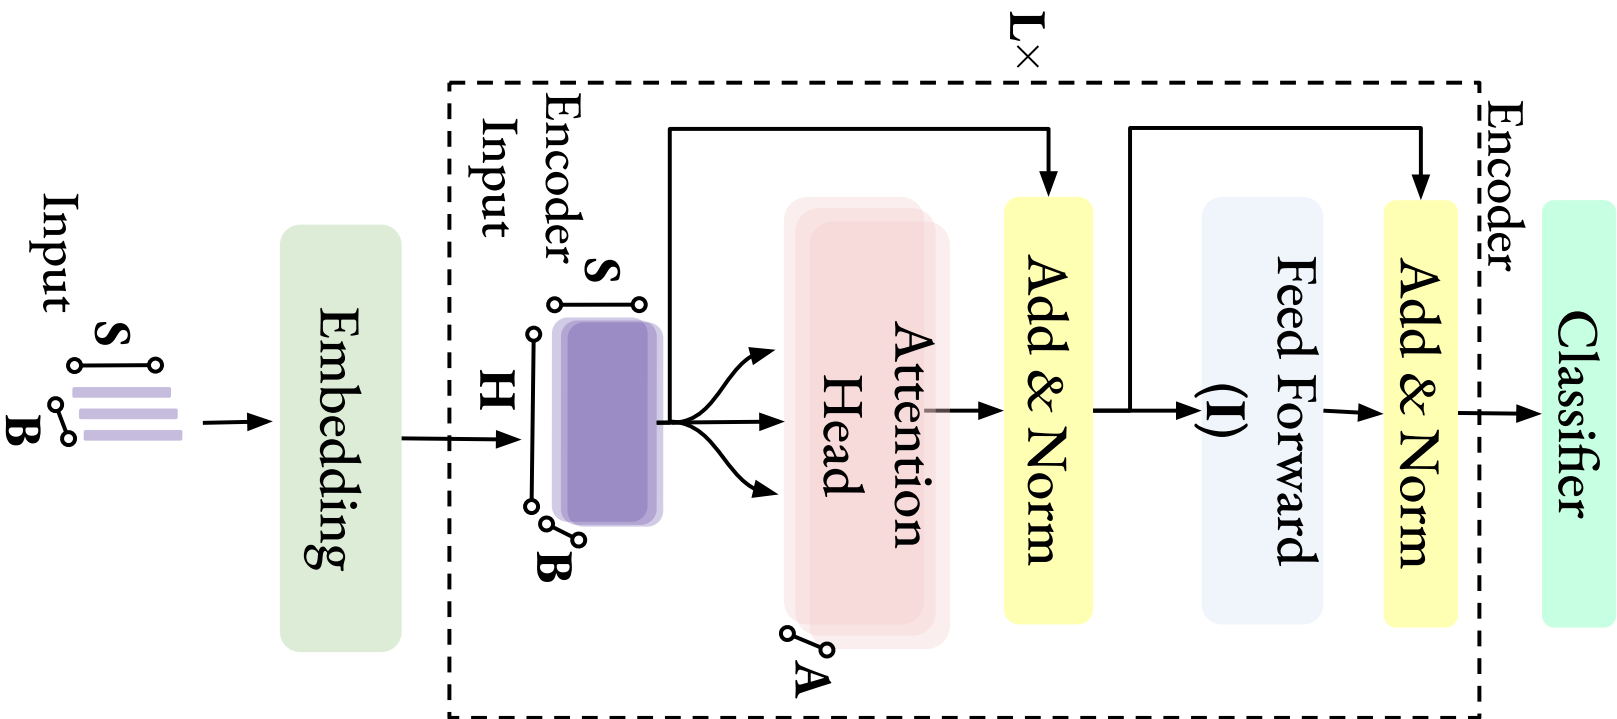 L×
Encoder
Classifier
Add & Norm
Feed Forward
(I)
Add & Norm
Attention
Head
A
Encoder
Input
S
H
B
Embedding
Input
S
B